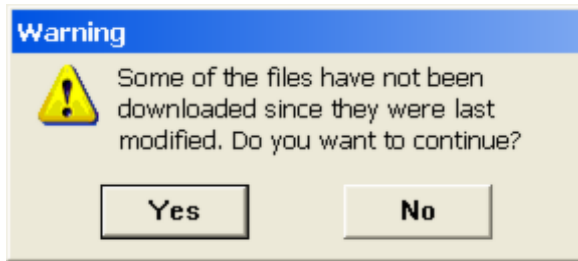 Warning
Some of the files have not been
downloaded since they were last
modified. Do you want to continue?
Yes No